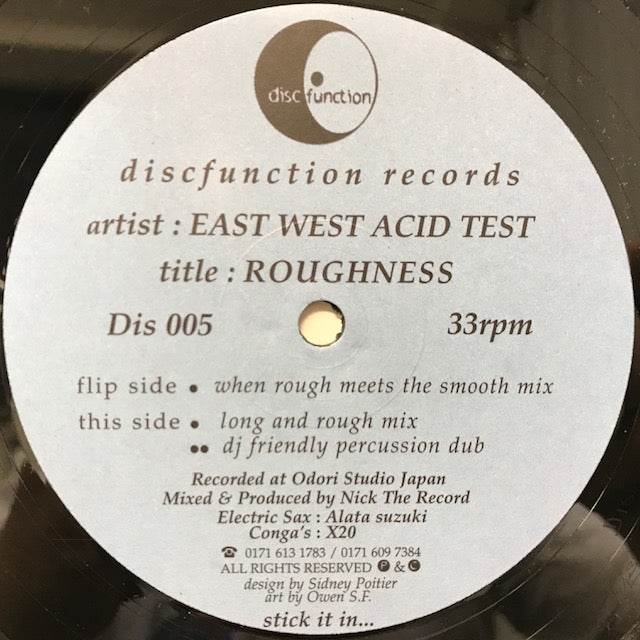 disc function
discfunction records
artist : EAST WEST ACID TEST
title : ROUGHNESS
Dis 005 33rpm
flip side • when rough meets the smooth mix
this side • long and rough mix
•• dj friendly percussion dub
Recorded at Odori Studio Japan
Mixed & Produced by Nick The Record
Electric Sax : Alata suzuki
Conga's : X20
☎ 0171 613 1783 / 0171 609 7384
ALL RIGHTS RESERVED Ⓟ & ©
design by Sidney Poitier
art by Owen S.F.
stick it in...